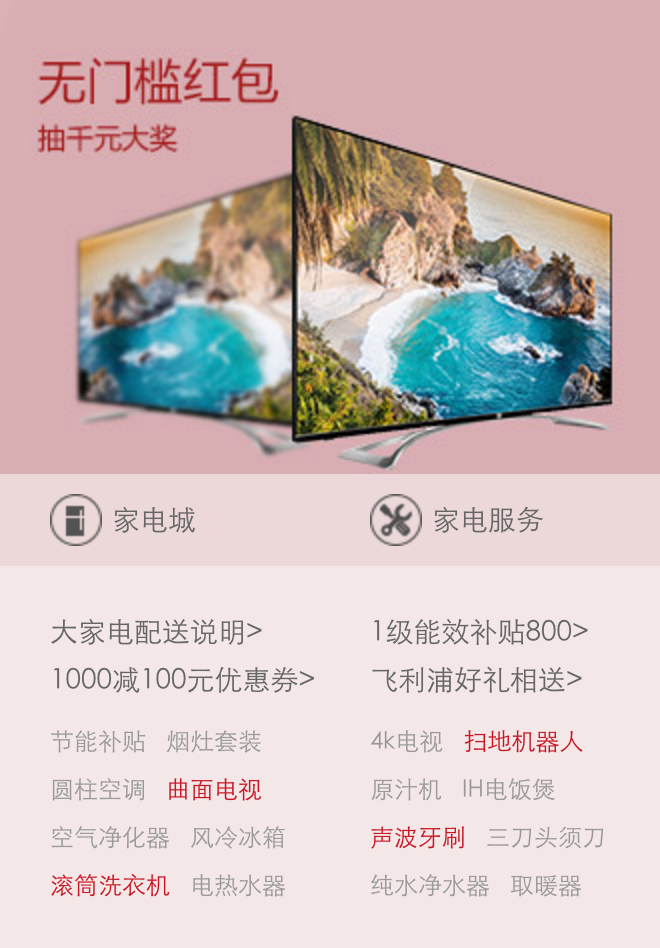 无门槛红包
抽千元大奖
家电城 家电服务
大家电配送说明> 1级能效补贴800>
1000减100元优惠券> 飞利浦好礼相送>
节能补贴 烟灶套装 4k电视 扫地机器人
圆柱空调 曲面电视 原汁机 IH电饭煲
空气净化器 风冷冰箱 声波牙刷 三刀头须刀
滚筒洗衣机 电热水器 纯水净水器 取暖器